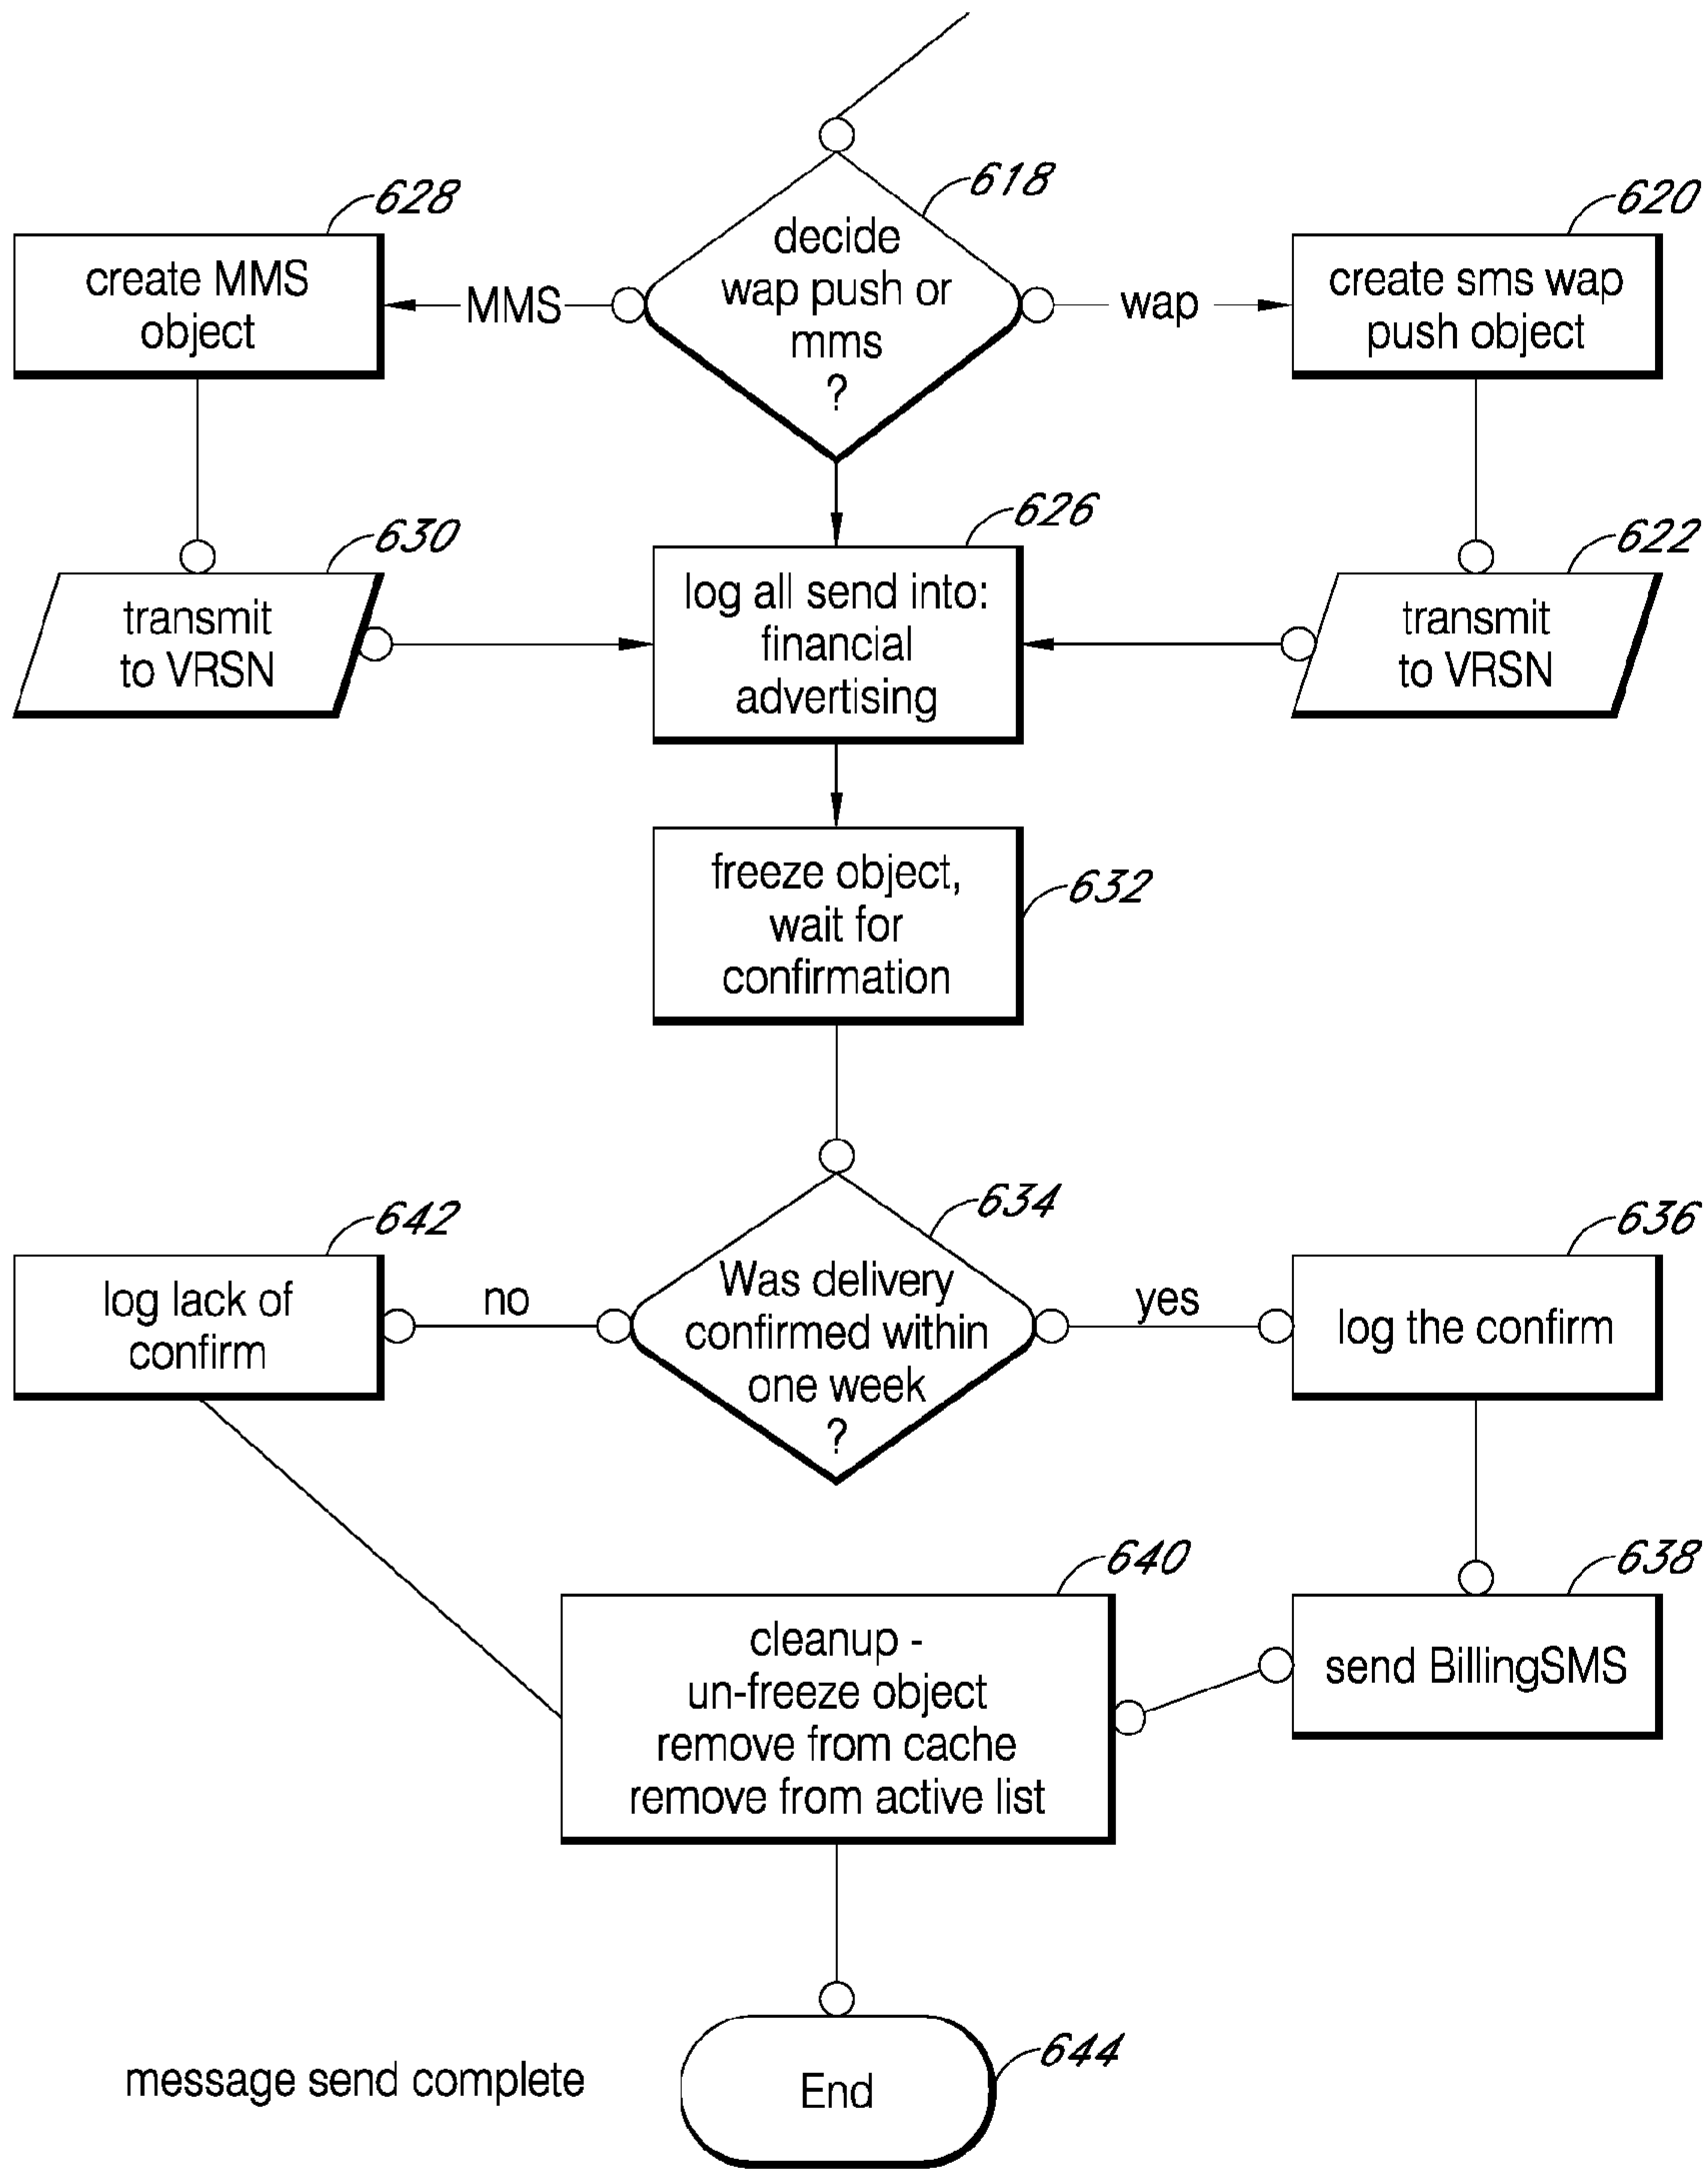 618
decide
wap push or
mms
?
628
create MMS
object
MMS
wap
620
create sms wap
push object
630
transmit
to VRSN
626
log all send into:
financial
advertising
622
transmit
to VRSN
freeze object,
wait for
confirmation
632
634
Was delivery
confirmed within
one week
?
642
log lack of
confirm
no
yes
636
log the confirm
640
cleanup -
un-freeze object
remove from cache
remove from active list
638
send BillingSMS
message send complete
End
644